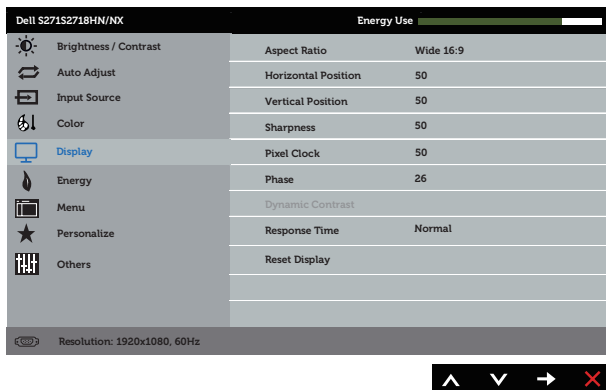 Dell S271S2718HN/NX
Energy Use
Brightness / Contrast
Auto Adjust
Input Source
Color
Display
Energy
Menu
Personalize
Others
Aspect Ratio Wide 16:9
Horizontal Position 50
Vertical Position 50
Sharpness 50
Pixel Clock 50
Phase 26
Dynamic Contrast
Response Time Normal
Reset Display
Resolution: 1920x1080, 60Hz